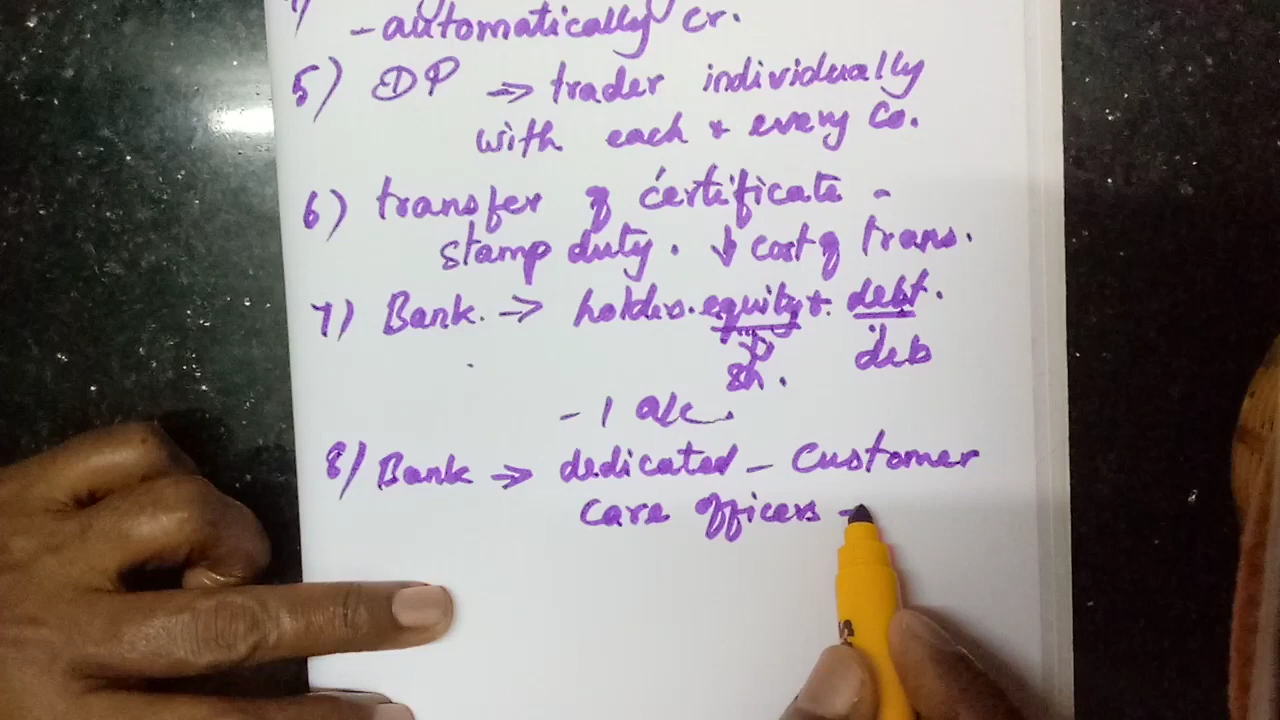 - automatically cr.
5) DP → trader individually
with each & every Co.
6) transfer of certificate -
stamp duty. ↓ cost of trans.
7) Bank. → holder. equity & debt.
sh. deb
- 1 a/c.
8) Bank → dedicated - Customer
care officers -